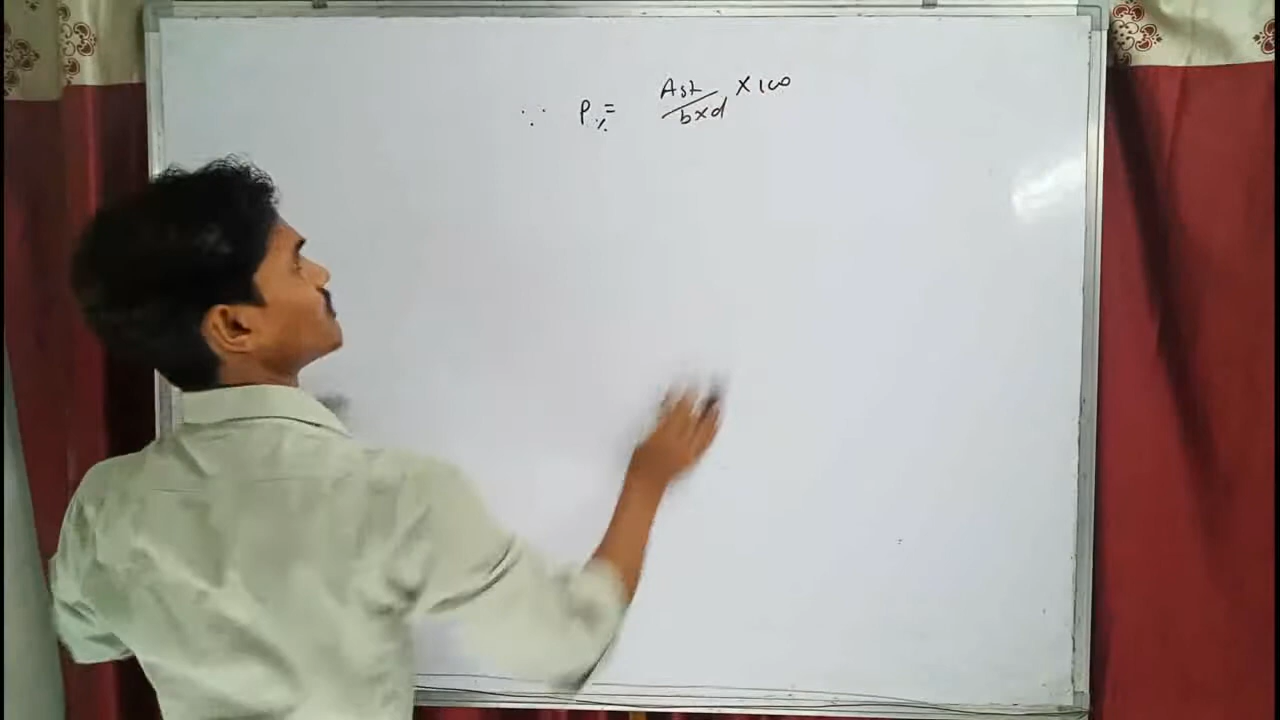 ∵ P% = Ast/b×d ×100